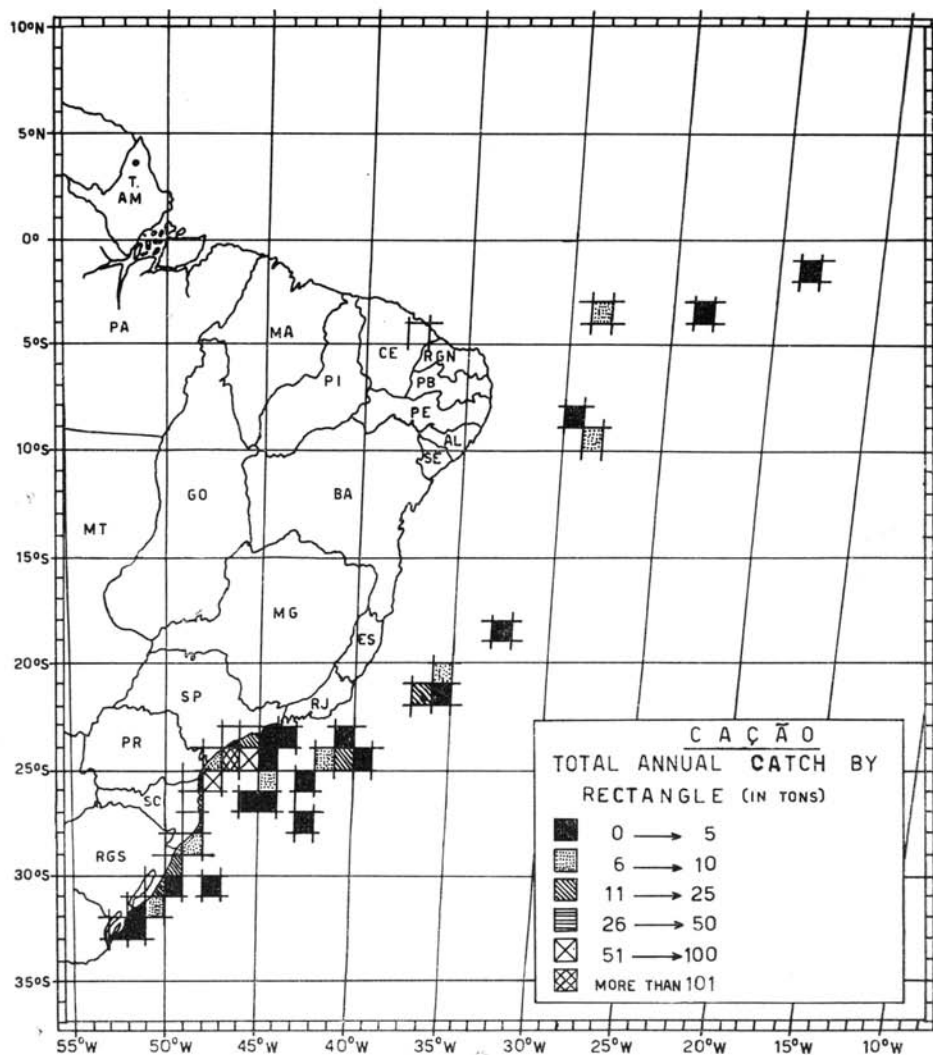 10°N
5°N
0°
5°S
10°S
15°S
20°S
25°S
30°S
35°S
T.
AM
PA
MA
CE
RGN
PI
PB
PE
AL
SE
GO
BA
MT
MG
ES
SP
RJ
PR
SC
RGS
CAÇÃO
TOTAL ANNUAL CATCH BY
RECTANGLE (IN TONS)
0 → 5
6 → 10
11 → 25
26 → 50
51 → 100
MORE THAN 101
55°W 50°W 45°W 40°W 35°W 30°W 25°W 20°W 15°W 10°W